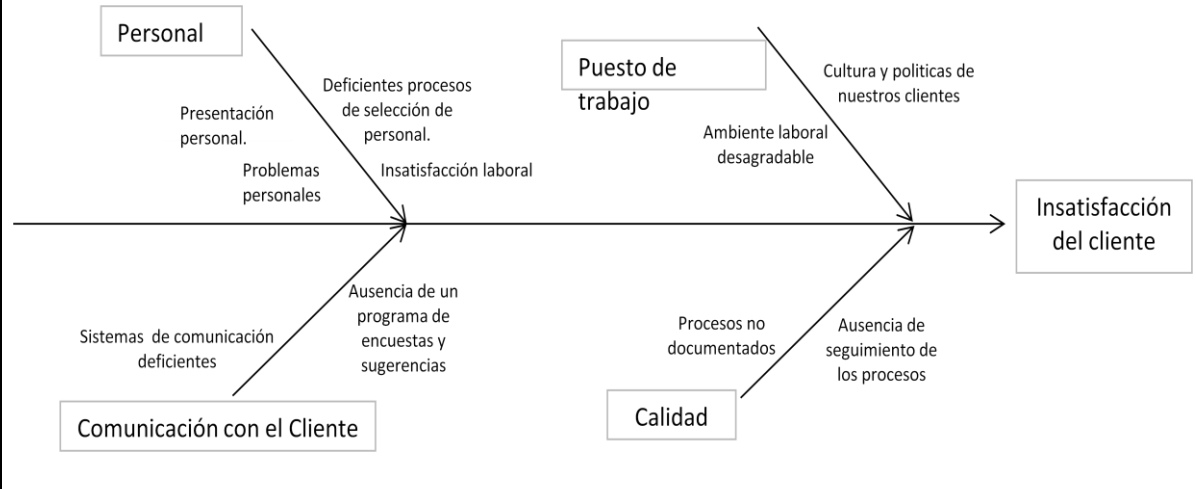 Personal
Deficientes procesos
de selección de
personal.
Presentación
personal.
Problemas
personales
Insatisfacción laboral
Puesto de
trabajo
Cultura y politicas de
nuestros clientes
Ambiente laboral
desagradable
Insatisfacción
del cliente
Ausencia de un
programa de
encuestas y
sugerencias
Sistemas  de comunicación
deficientes
Comunicación con el Cliente
Procesos no
documentados
Ausencia de
seguimiento de
los procesos
Calidad